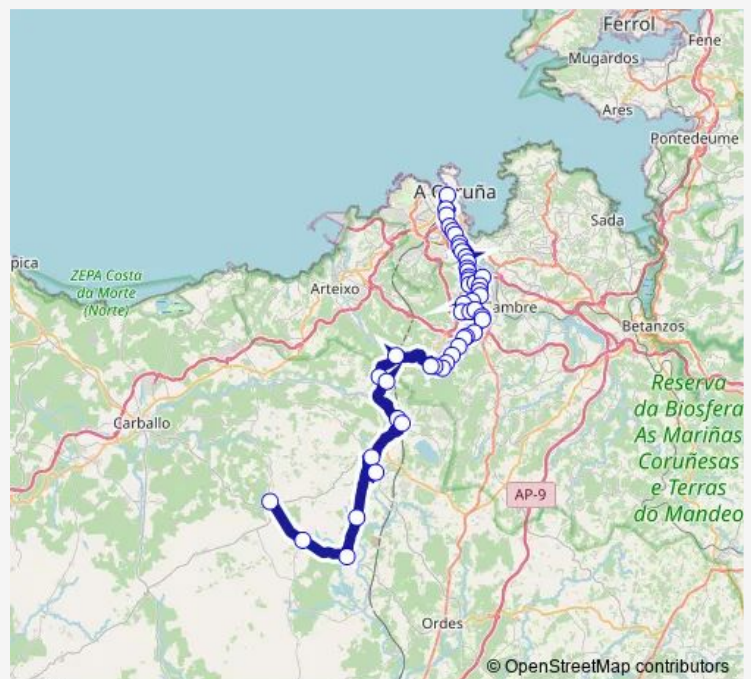 Ferrol
Fene
Mugardos
Ares
Pontedeume
A Coruña
Sada
pica
ZEPA Costa
da Morte
(Norte)
Arteixo
ambre
Betanzos
Carballo
Reserva
da Biosfera
As Mariñas
Coruñesas
e Terras
do Mandeo
AP-9
Ordes
© OpenStreetMap contributors